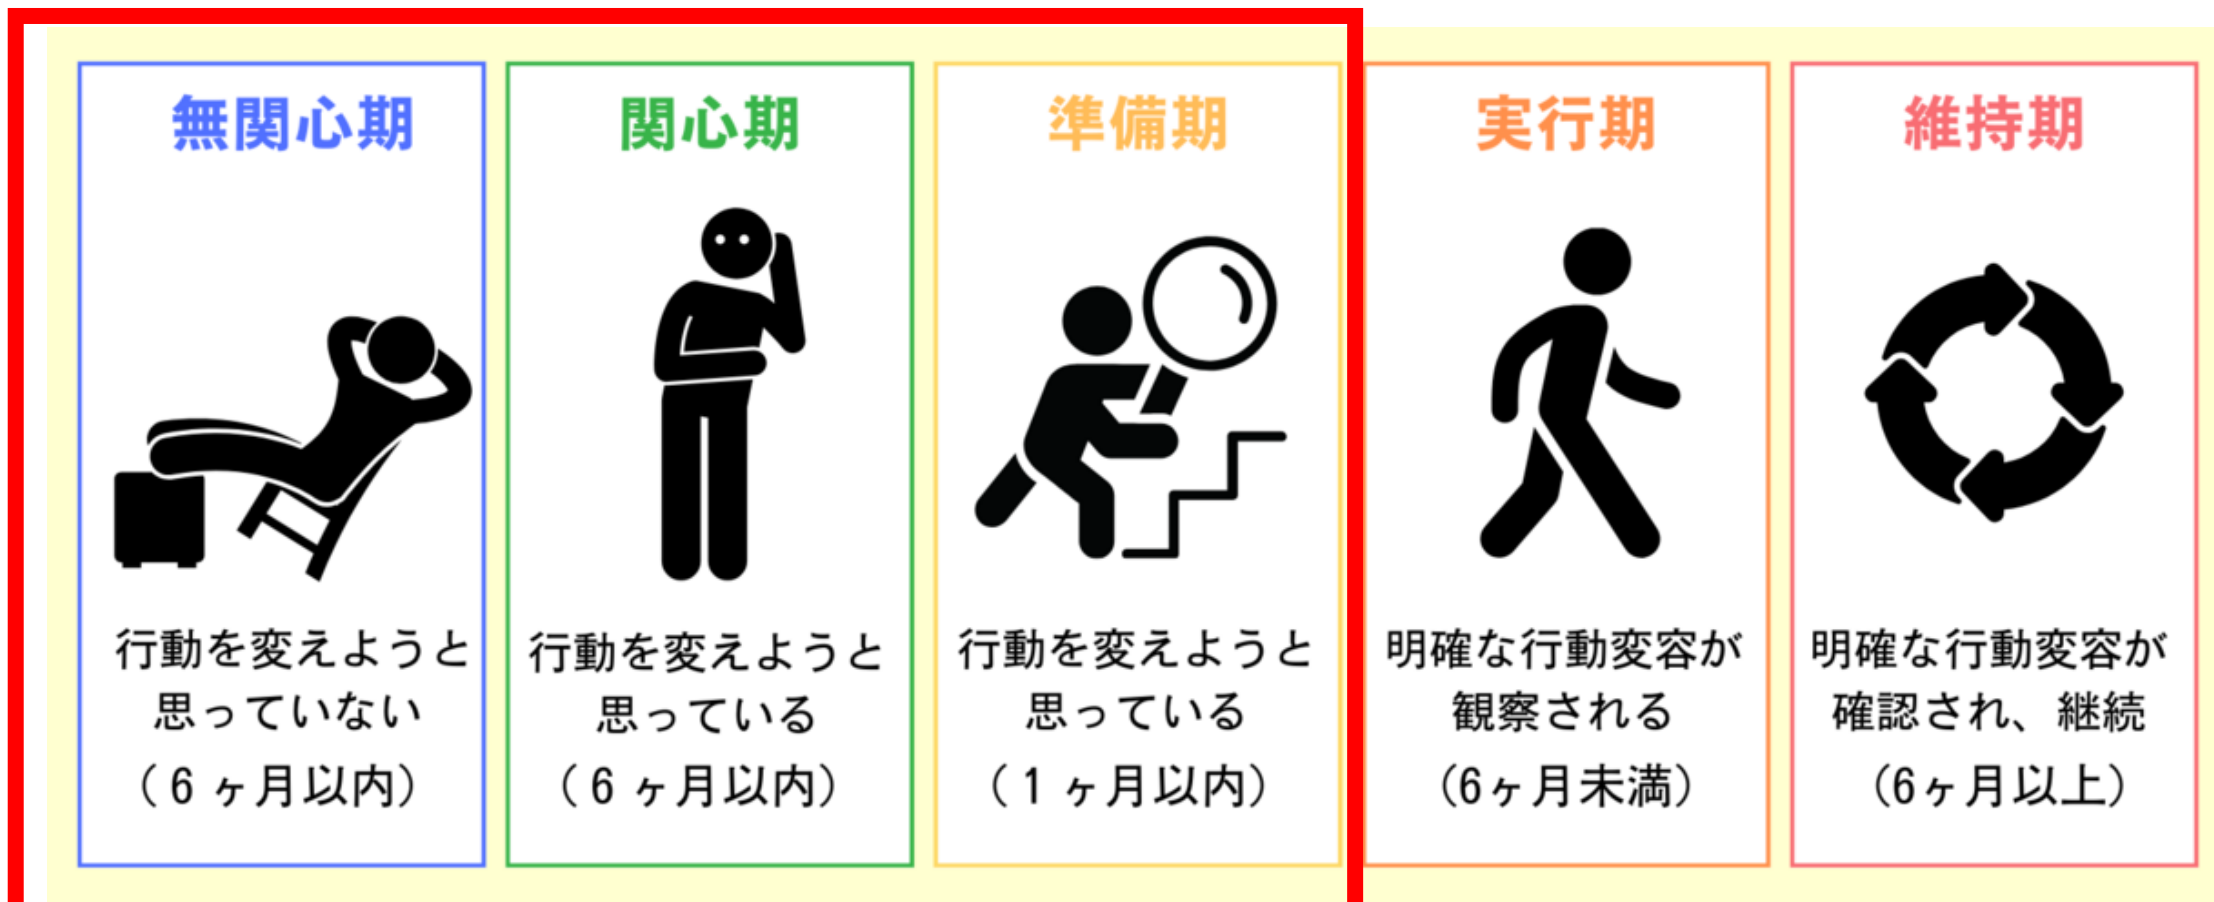 無関心期
行動を変えようと
思っていない
（6ヶ月以内）
関心期
行動を変えようと
思っている
（6ヶ月以内）
準備期
行動を変えようと
思っている
（1ヶ月以内）
実行期
明確な行動変容が
観察される
（6ヶ月未満）
維持期
明確な行動変容が
確認され、継続
（6ヶ月以上）